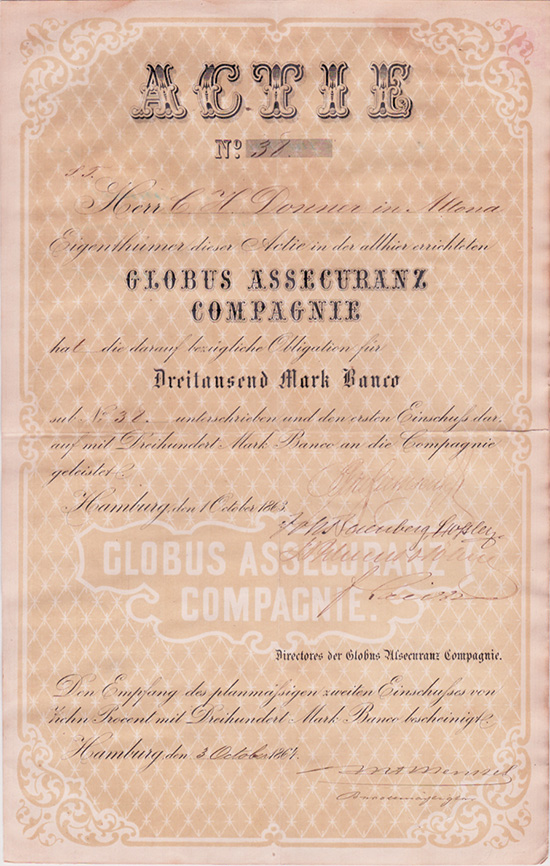 ACTIE
No. 38.
Herr C. H. Donner in Altona
Eigenthümer dieser Actie in der allhier errichteten
GLOBUS ASSECURANZ
COMPAGNIE
hat die darauf bezügliche Obligation für
Dreitausend Mark Banco
sub No. 38. unterschrieben und den ersten Einschuss dar-
auf mit Dreihundert Mark Banco an die Compagnie
geleistet.
Hamburg, den 1 October 1863.
GLOBUS ASSECURANZ
COMPAGNIE.
Directores der Globus Assecuranz Compagnie.
Den Empfang des planmässigen zweiten Einschusses von
Zehn Procent mit Dreihundert Mark Banco bescheinigt
Hamburg, den 3 October 1867.